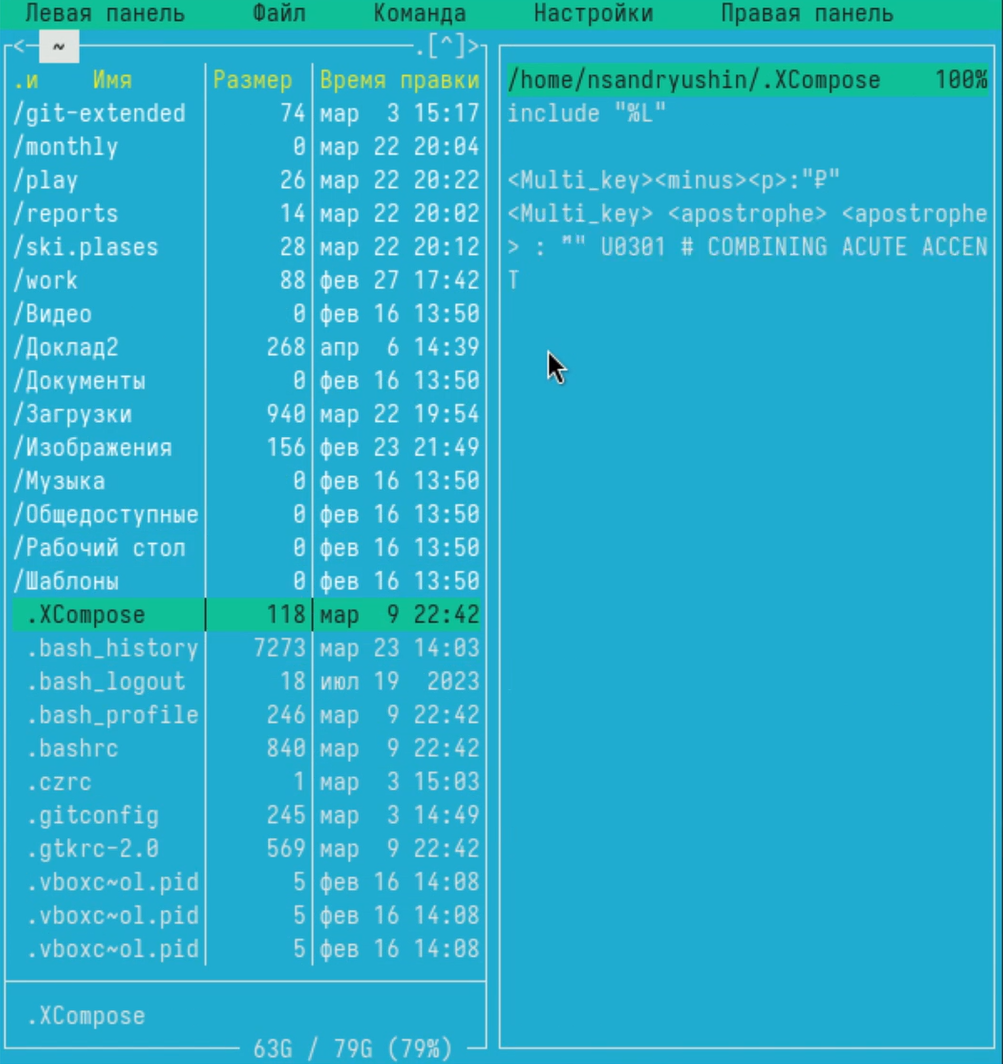 Левая панель Файл Команда Настройки Правая панель
<─ ~ .[^]>
.и Имя Размер Время правки
/git-extended 74 мар 3 15:17
/monthly 0 мар 22 20:04
/play 26 мар 22 20:22
/reports 14 мар 22 20:02
/ski.plases 28 мар 22 20:12
/work 88 фев 27 17:42
/Видео 0 фев 16 13:50
/Доклад2 268 апр 6 14:39
/Документы 0 фев 16 13:50
/Загрузки 940 мар 22 19:54
/Изображения 156 фев 23 21:49
/Музыка 0 фев 16 13:50
/Общедоступные 0 фев 16 13:50
/Рабочий стол 0 фев 16 13:50
/Шаблоны 0 фев 16 13:50
.XCompose 118 мар 9 22:42
.bash_history 7273 мар 23 14:03
.bash_logout 18 июл 19 2023
.bash_profile 246 мар 9 22:42
.bashrc 840 мар 9 22:42
.czrc 1 мар 3 15:03
.gitconfig 245 мар 3 14:49
.gtkrc-2.0 569 мар 9 22:42
.vboxc~ol.pid 5 фев 16 14:08
.vboxc~ol.pid 5 фев 16 14:08
.vboxc~ol.pid 5 фев 16 14:08
.XCompose
63G / 79G (79%)
/home/nsandryushin/.XCompose 100%
include "%L"
<Multi_key><minus><p>:"₽"
<Multi_key> <apostrophe> <apostrophe
> : "́" U0301 # COMBINING ACUTE ACCEN
T